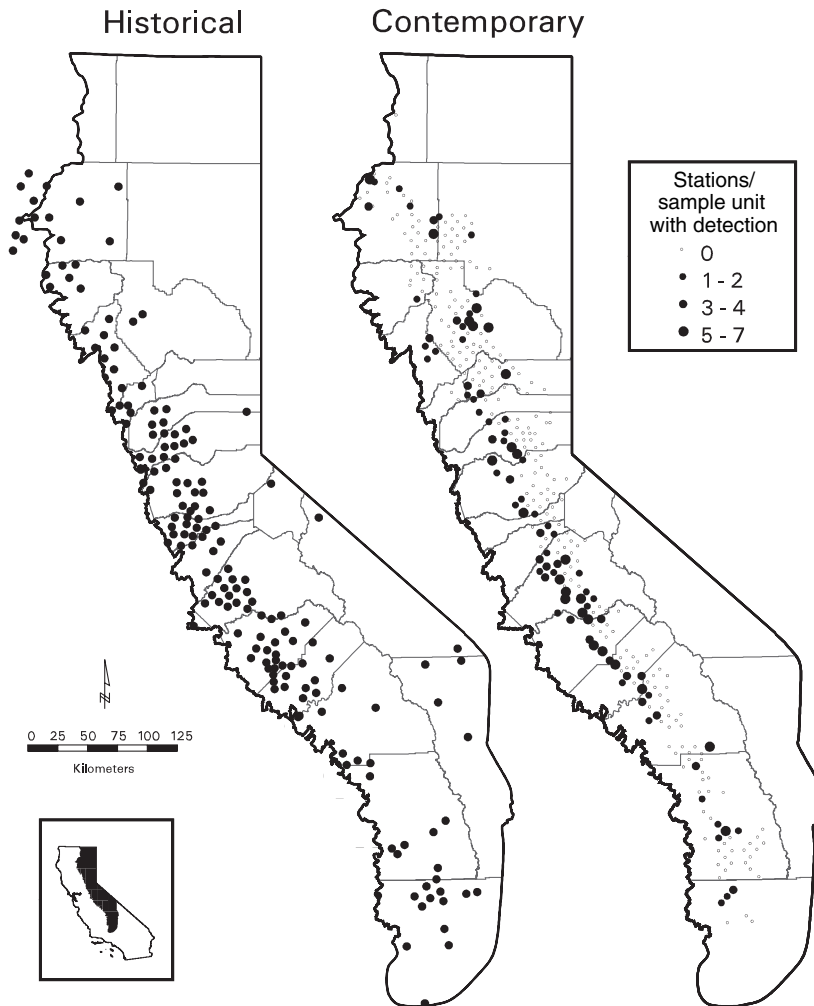 Historical
Contemporary
Stations/
sample unit
with detection
0
1 - 2
3 - 4
5 - 7
N
0 25 50 75 100 125
Kilometers